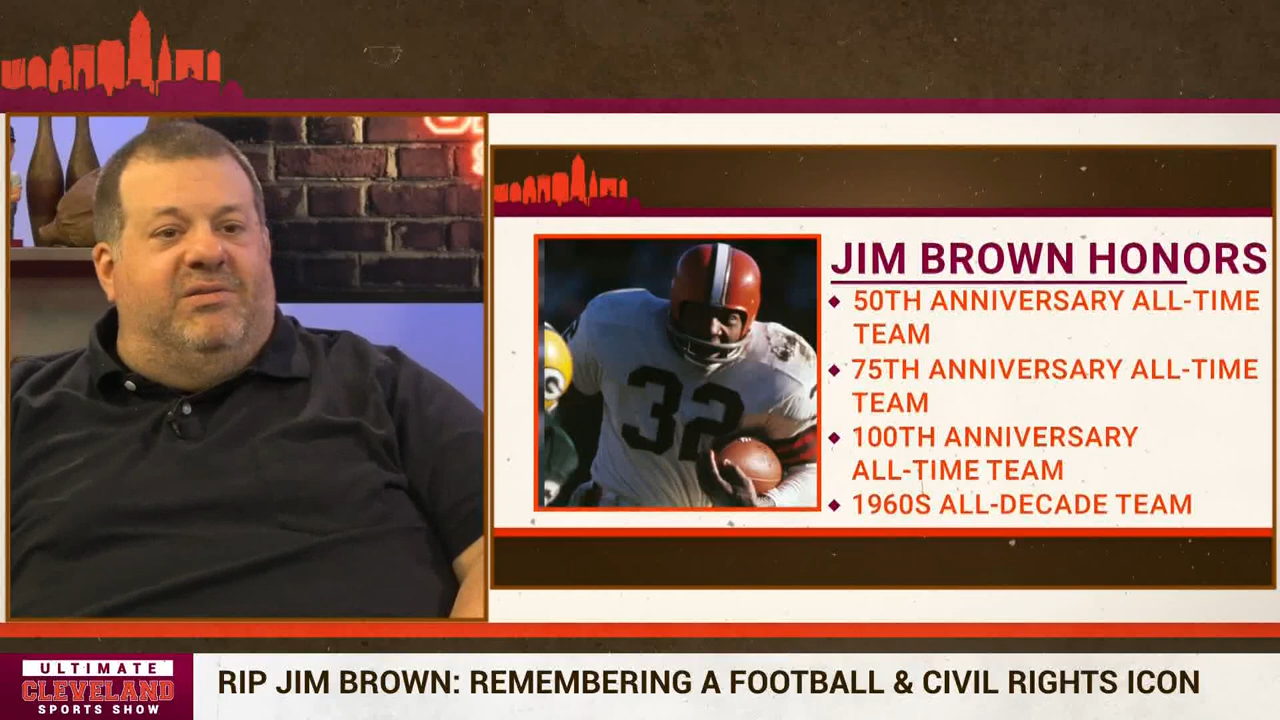 JIM BROWN HONORS
50TH ANNIVERSARY ALL-TIME
TEAM
75TH ANNIVERSARY ALL-TIME
TEAM
100TH ANNIVERSARY
ALL-TIME TEAM
1960S ALL-DECADE TEAM
32
ULTIMATE
CLEVELAND
SPORTS SHOW
RIP JIM BROWN: REMEMBERING A FOOTBALL & CIVIL RIGHTS ICON